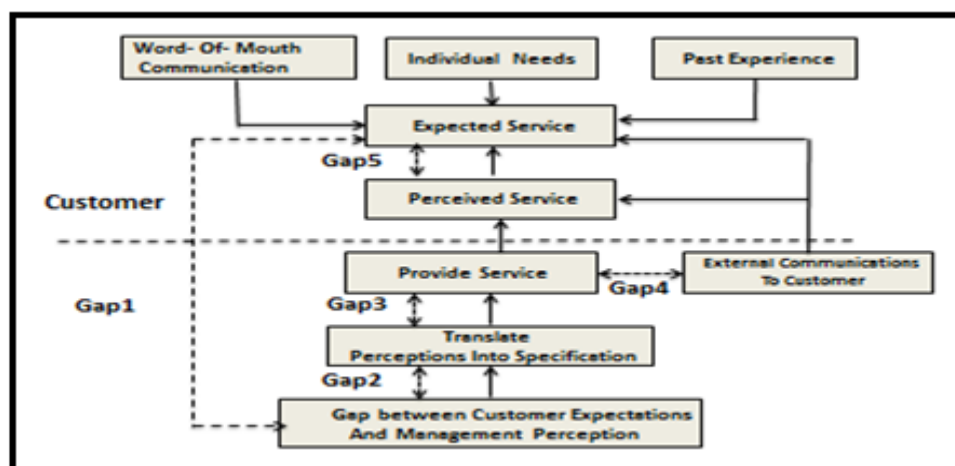 Word- Of- Mouth
Communication
Individual Needs
Past Experience
Expected Service
Gap5
Perceived Service
Customer
Provide Service
External Communications
To Customer
Gap4
Gap1
Gap3
Translate
Perceptions Into Specification
Gap2
Gap between Customer Expectations
And Management Perception